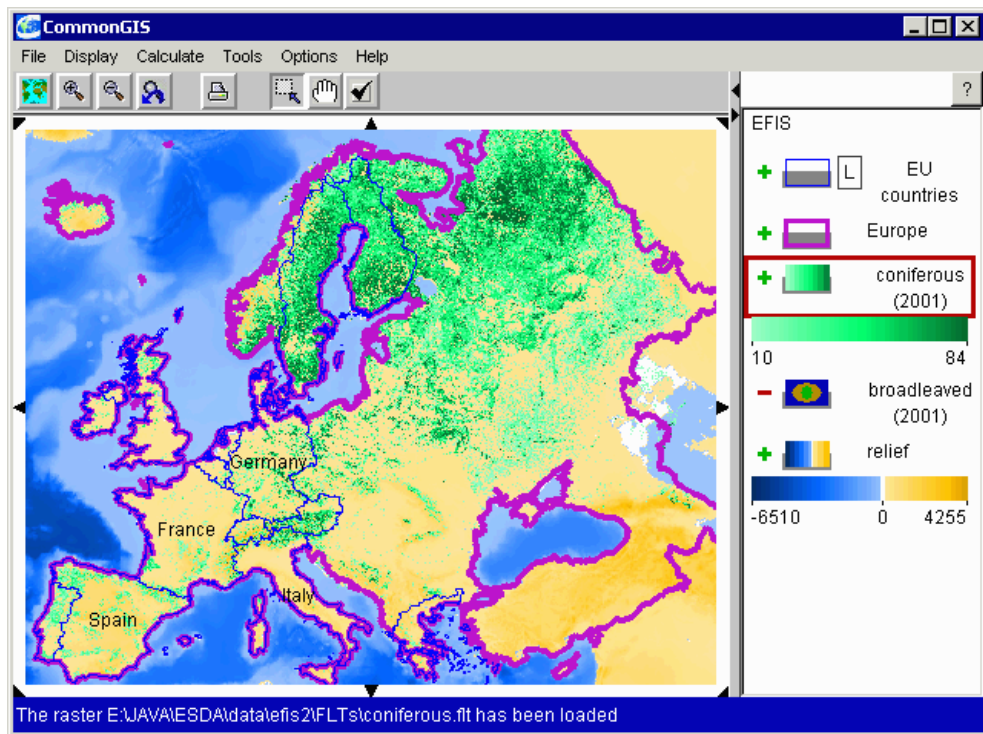 CommonGIS
File Display Calculate Tools Options Help
?
EFIS
L
EU
countries
Europe
coniferous
(2001)
10 84
broadleaved
(2001)
relief
-6510 0 4255
Germany
France
Italy
Spain
The raster E:\JAVA\ESDA\data\efis2\FLTs\coniferous.flt has been loaded